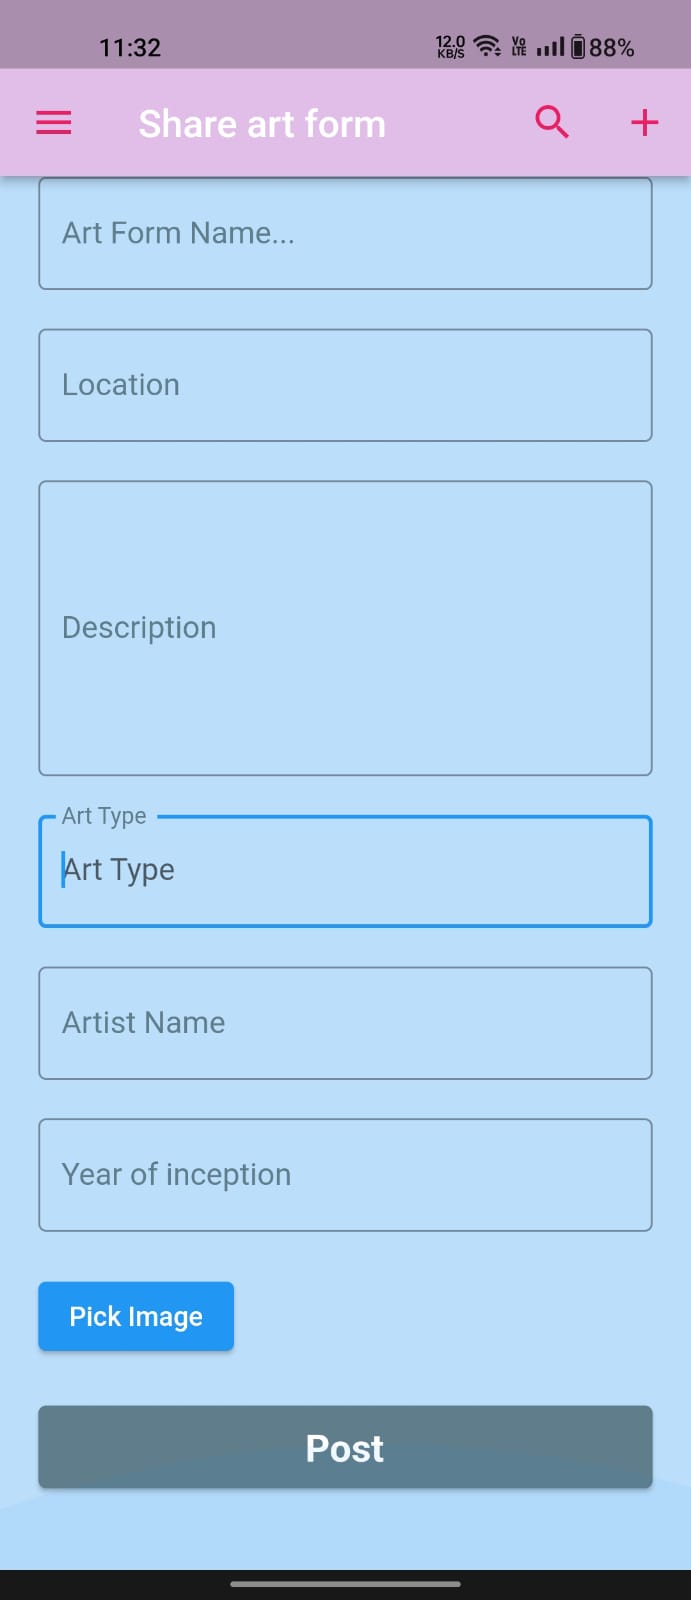 11:32 12.0 KB/S Vo LTE 88%
Share art form
Art Form Name...
Location
Description
Art Type
Art Type
Artist Name
Year of inception
Pick Image
Post